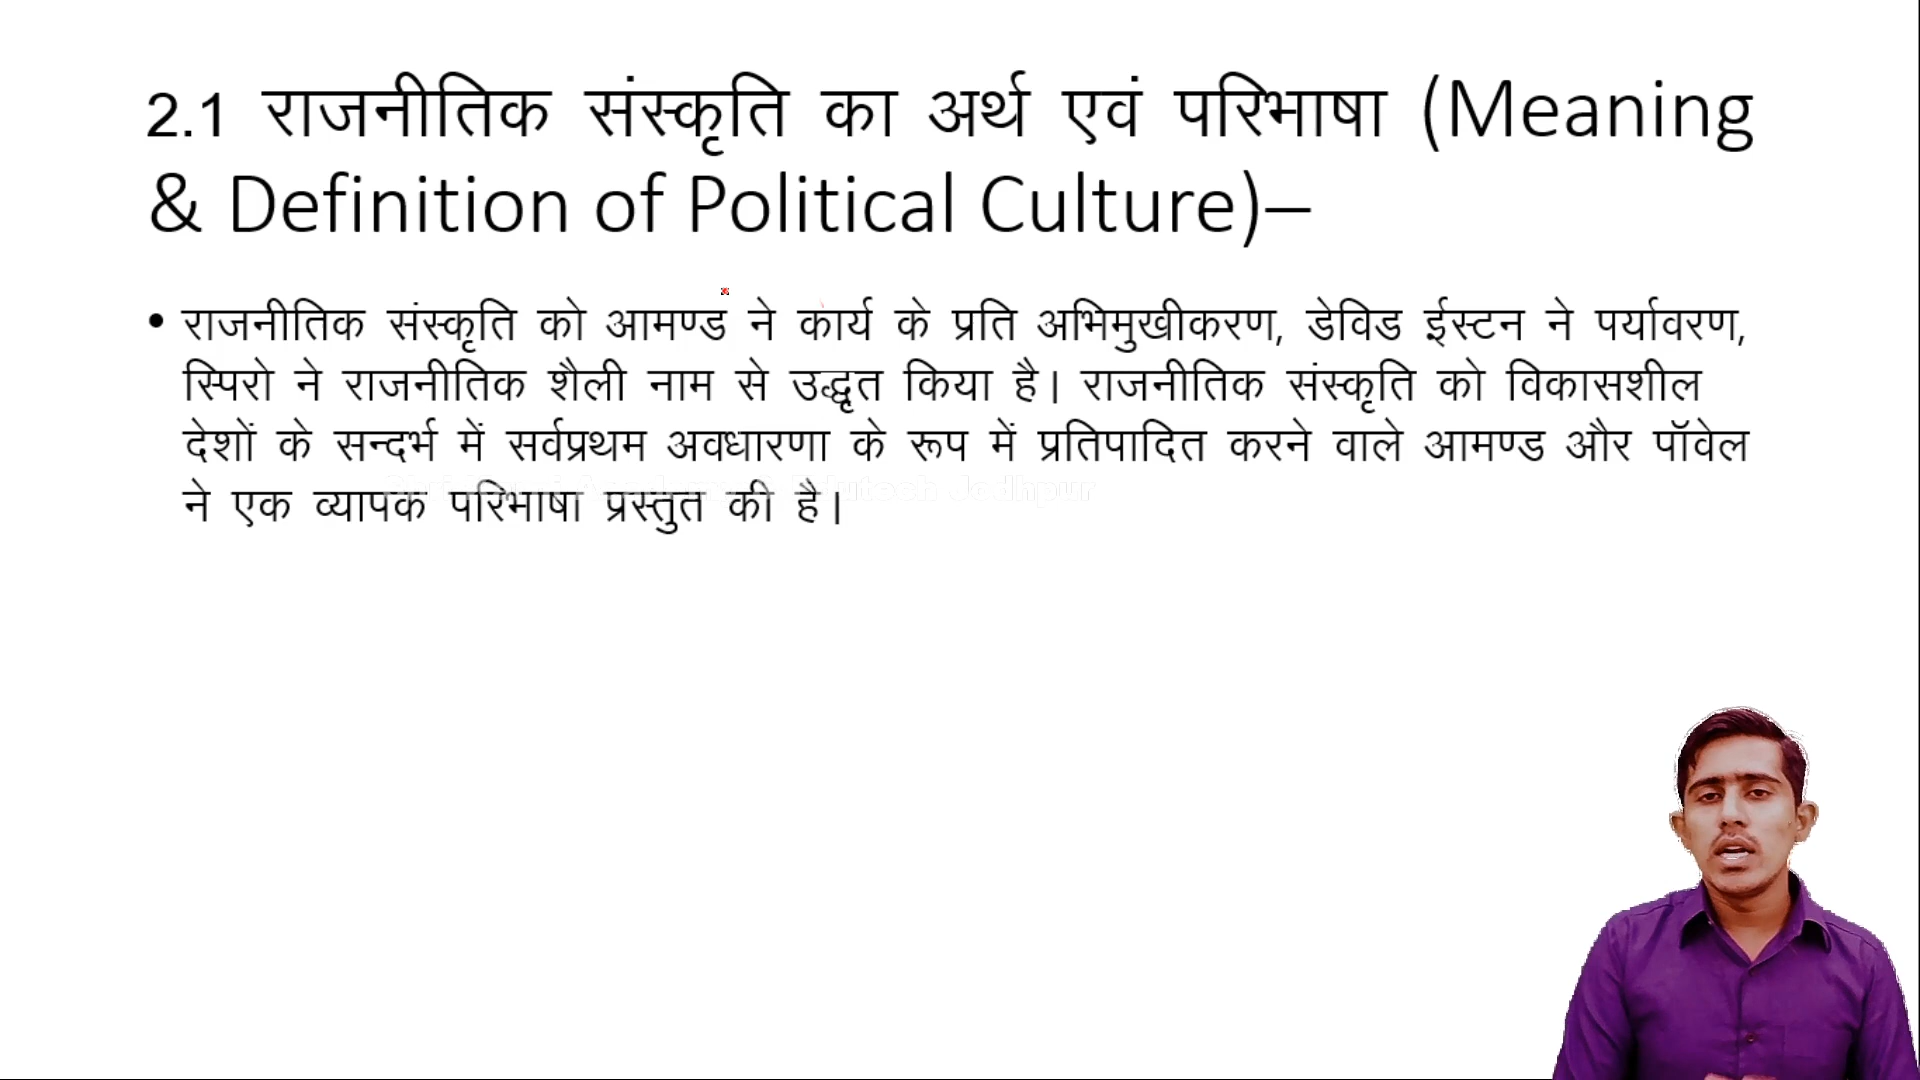 2.1 राजनीतिक संस्कृति का अर्थ एवं परिभाषा (Meaning
& Definition of Political Culture)–
• राजनीतिक संस्कृति को आमण्ड ने कार्य के प्रति अभिमुखीकरण, डेविड ईस्टन ने पर्यावरण,
स्पिरो ने राजनीतिक शैली नाम से उद्धृत किया है। राजनीतिक संस्कृति को विकासशील
देशों के सन्दर्भ में सर्वप्रथम अवधारणा के रूप में प्रतिपादित करने वाले आमण्ड और पॉवेल
ने एक व्यापक परिभाषा प्रस्तुत की है।
Jodhpur